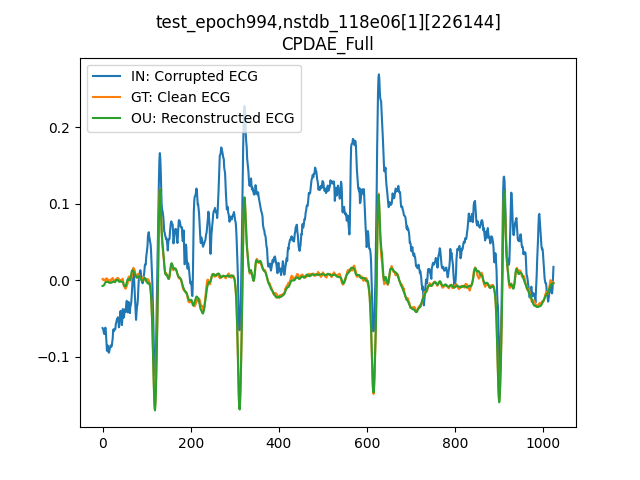 test_epoch994,nstdb_118e06[1][226144]
CPDAE_Full
IN: Corrupted ECG
GT: Clean ECG
OU: Reconstructed ECG
0.2
0.1
0.0
−0.1
0 200 400 600 800 1000